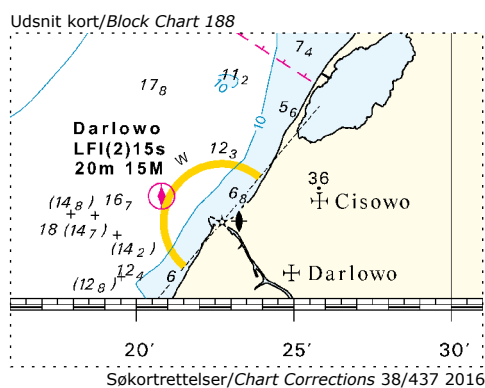 Udsnit kort/Block Chart 188
7₄
17₈
11₂
10
5₆
10
Darlowo
LFl(2)15s
20m 15M
W
12₃
36
(14₈) 16₇
6₈
Cisowo
18 (14₇)
(14₂)
12₄
6
Darlowo
(12₈)
20' 25' 30'
Søkortrettelser/Chart Corrections 38/437 2016